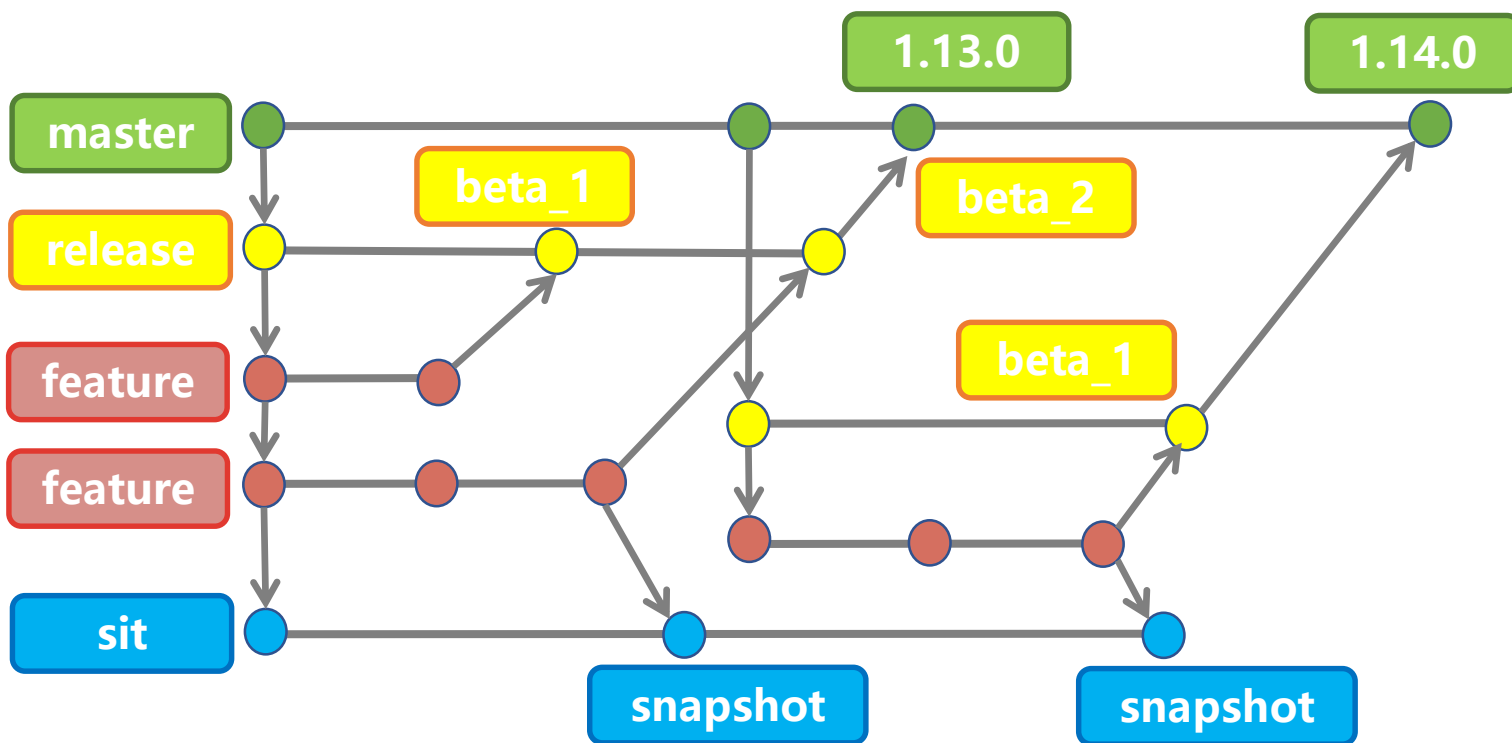 1.13.0
1.14.0
master
beta_1
beta_2
release
feature
beta_1
feature
sit
snapshot
snapshot